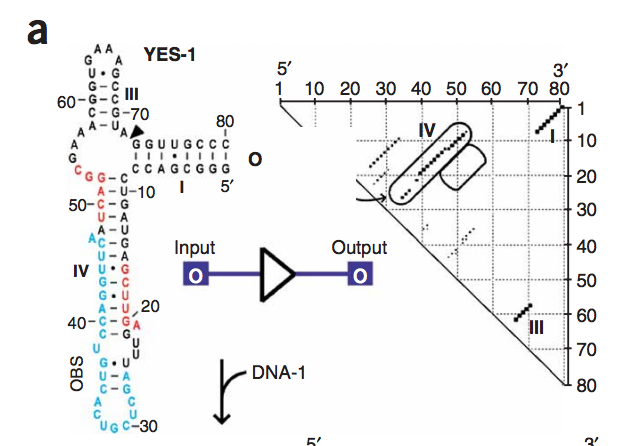 a
YES-1
A A
G A
U • G
G – C
60 G – C III
C – G
A – U 70
A A
G
C G
80
G G U U G C C C O
C C A G C G G G
I 5′
G – C
A – U – 10
50 C – G
U – A
A U
A C – G
U – A
U – G
IV U • C
G – U
G • U
A – G 20
40 C – G A
C – G
U U
U
G • U
U – A
C – G
A C
C U
U G C – 30
OBS
Input Output
O O
DNA-1
5′ 3′
1 10 20 30 40 50 60 70 80
1
10
20
30
40
50
60
70
80
IV
I
III
5′ 3′